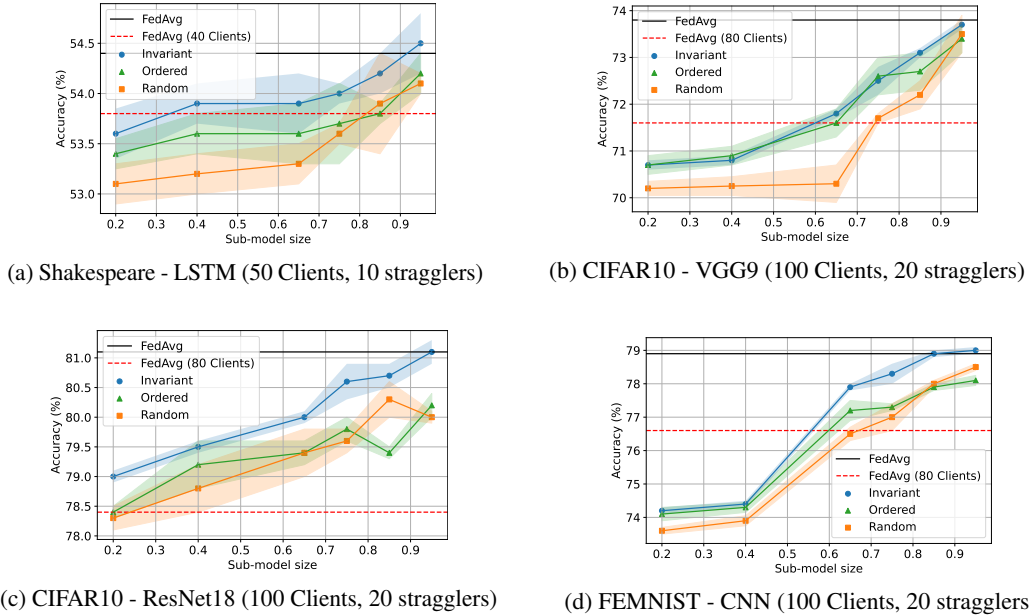 FedAvg
FedAvg (40 Clients)
Invariant
Ordered
Random
54.5
54.0
53.5
53.0
Accuracy (%)
0.2 0.3 0.4 0.5 0.6 0.7 0.8 0.9
Sub-model size
(a) Shakespeare - LSTM (50 Clients, 10 stragglers)
FedAvg
FedAvg (80 Clients)
Invariant
Ordered
Random
74
73
72
71
70
Accuracy (%)
0.2 0.3 0.4 0.5 0.6 0.7 0.8 0.9
Sub-model size
(b) CIFAR10 - VGG9 (100 Clients, 20 stragglers)
FedAvg
FedAvg (80 Clients)
Invariant
Ordered
Random
81.0
80.5
80.0
79.5
79.0
78.5
78.0
Accuracy (%)
0.2 0.3 0.4 0.5 0.6 0.7 0.8 0.9
Sub-model size
(c) CIFAR10 - ResNet18 (100 Clients, 20 stragglers)
79
78
77
76
75
74
Accuracy (%)
FedAvg
FedAvg (80 Clients)
Invariant
Ordered
Random
0.2 0.3 0.4 0.5 0.6 0.7 0.8 0.9
Sub-model size
(d) FEMNIST - CNN (100 Clients, 20 stragglers